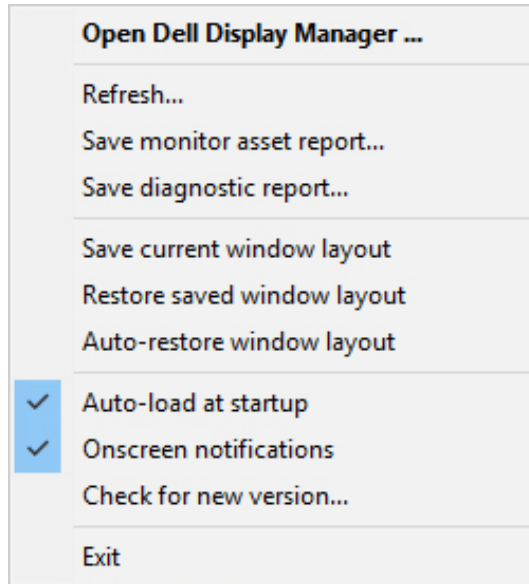 Open Dell Display Manager ...
Refresh...
Save monitor asset report...
Save diagnostic report...
Save current window layout
Restore saved window layout
Auto-restore window layout
Auto-load at startup
Onscreen notifications
Check for new version...
Exit